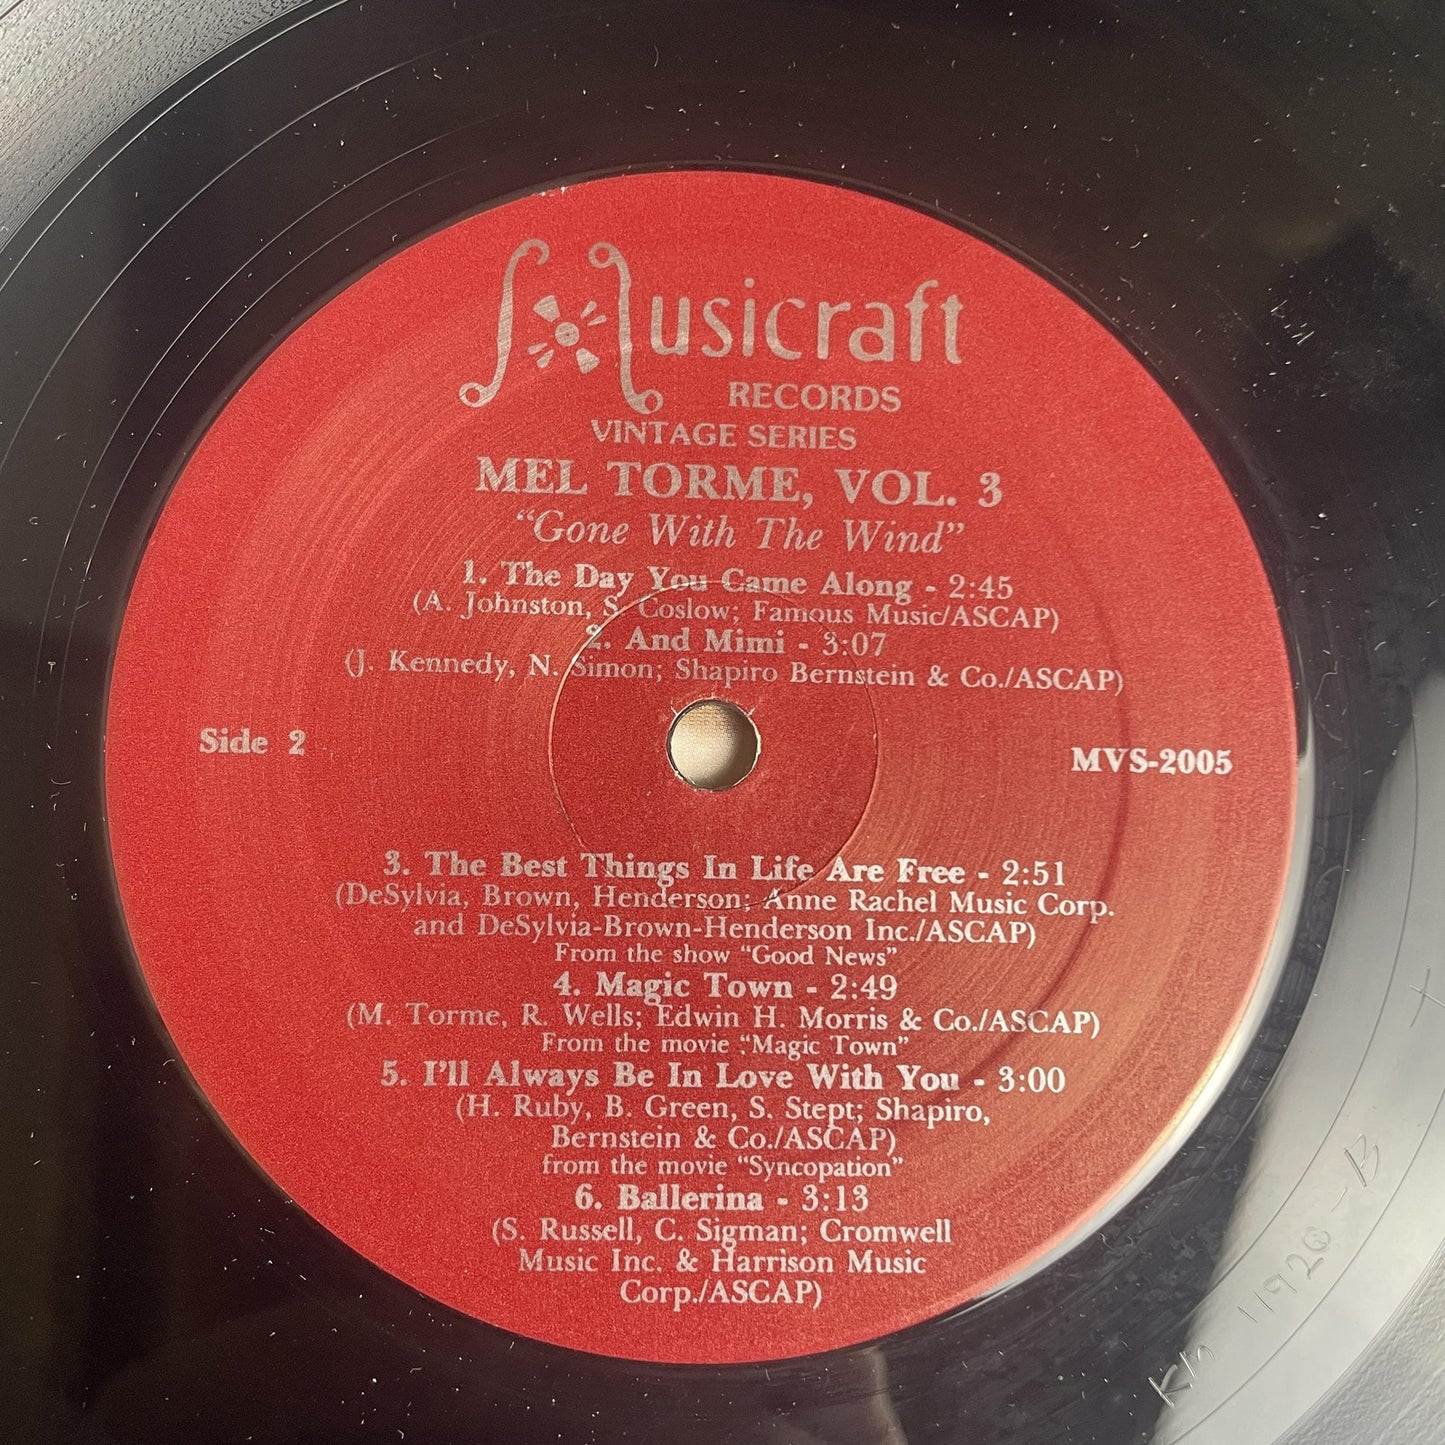 Musicraft
RECORDS
VINTAGE SERIES
MEL TORME, VOL. 3
"Gone With The Wind"
1. The Day You Came Along - 2:45
(A. Johnston, S. Coslow; Famous Music/ASCAP)
2. And Mimi - 3:07
(J. Kennedy, N. Simon; Shapiro Bernstein & Co./ASCAP)
Side 2
MVS-2005
3. The Best Things In Life Are Free - 2:51
(DeSylvia, Brown, Henderson; Anne Rachel Music Corp.
and DeSylvia-Brown-Henderson Inc./ASCAP)
From the show "Good News"
4. Magic Town - 2:49
(M. Torme, R. Wells; Edwin H. Morris & Co./ASCAP)
From the movie "Magic Town"
5. I'll Always Be In Love With You - 3:00
(H. Ruby, B. Green, S. Stept; Shapiro,
Bernstein & Co./ASCAP)
from the movie "Syncopation"
6. Ballerina - 3:13
(S. Russell, C. Sigman; Cromwell
Music Inc. & Harrison Music
Corp./ASCAP)
11920-B